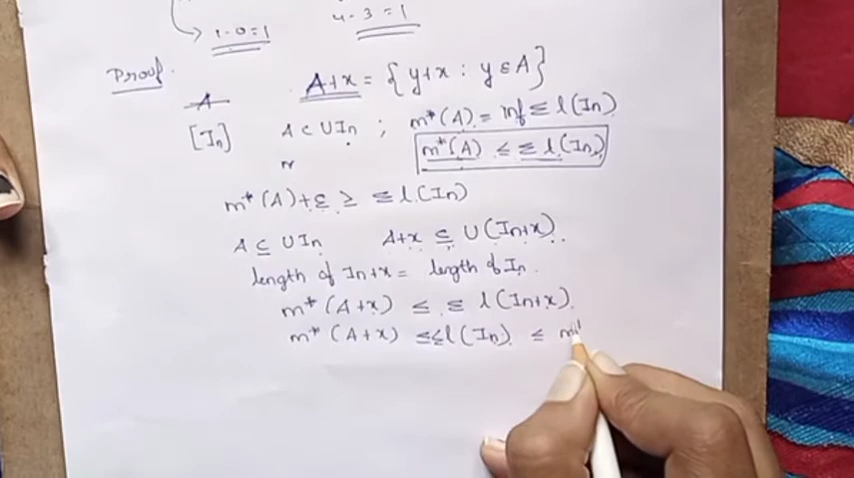 1-0=1
4-3=1
Proof.
A+x = {y+x : y ∈ A}
A
[In] A ⊂ ∪In ; m*(A) = inf Σ l(In)
m*(A) ≤ Σ l(In)
m*(A)+ε ≥ Σ l(In)
A ⊆ ∪In A+x ⊆ ∪(In+x).
length of In+x = length of In.
m*(A+x) ≤ Σ l(In+x).
m*(A+x) ≤ Σl(In) ≤ m*